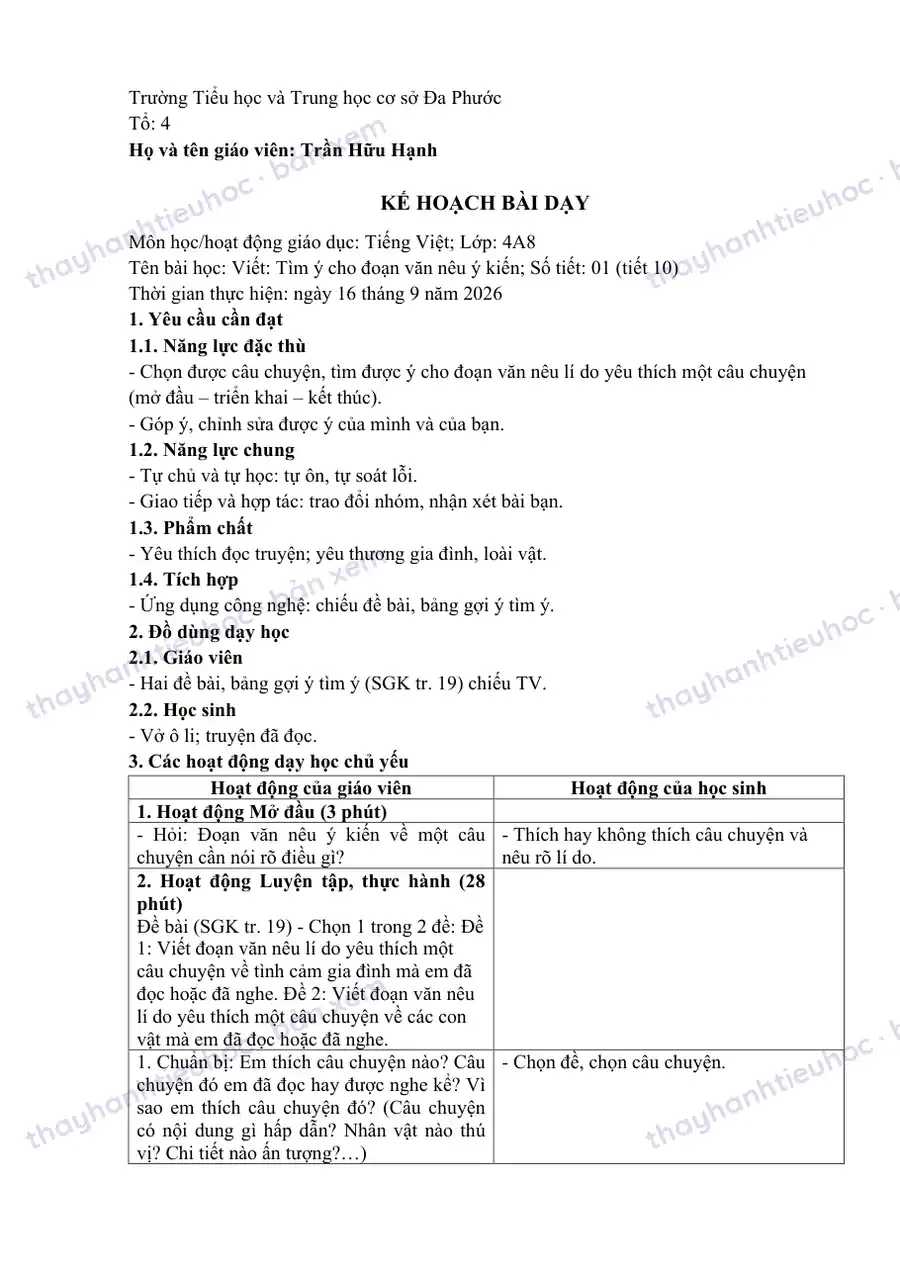 Trường Tiểu học và Trung học cơ sở Đa Phước
Tổ: 4
Họ và tên giáo viên: Trần Hữu Hạnh
KẾ HOẠCH BÀI DẠY
Môn học/hoạt động giáo dục: Tiếng Việt; Lớp: 4A8
Tên bài học: Viết: Tìm ý cho đoạn văn nêu ý kiến; Số tiết: 01 (tiết 10)
Thời gian thực hiện: ngày 16 tháng 9 năm 2026
1. Yêu cầu cần đạt
1.1. Năng lực đặc thù
- Chọn được câu chuyện, tìm được ý cho đoạn văn nêu lí do yêu thích một câu chuyện
(mở đầu – triển khai – kết thúc).
- Góp ý, chỉnh sửa được ý của mình và của bạn.
1.2. Năng lực chung
- Tự chủ và tự học: tự ôn, tự soát lỗi.
- Giao tiếp và hợp tác: trao đổi nhóm, nhận xét bài bạn.
1.3. Phẩm chất
- Yêu thích đọc truyện; yêu thương gia đình, loài vật.
1.4. Tích hợp
- Ứng dụng công nghệ: chiếu đề bài, bảng gợi ý tìm ý.
2. Đồ dùng dạy học
2.1. Giáo viên
- Hai đề bài, bảng gợi ý tìm ý (SGK tr. 19) chiếu TV.
2.2. Học sinh
- Vở ô li; truyện đã đọc.
3. Các hoạt động dạy học chủ yếu
Hoạt động của giáo viên
Hoạt động của học sinh
1. Hoạt động Mở đầu (3 phút)
- Hỏi: Đoạn văn nêu ý kiến về một câu
chuyện cần nói rõ điều gì?
- Thích hay không thích câu chuyện và
nêu rõ lí do.
2. Hoạt động Luyện tập, thực hành (28
phút)
Đề bài (SGK tr. 19) - Chọn 1 trong 2 đề: Đề
1: Viết đoạn văn nêu lí do yêu thích một
câu chuyện về tình cảm gia đình mà em đã
đọc hoặc đã nghe. Đề 2: Viết đoạn văn nêu
lí do yêu thích một câu chuyện về các con
vật mà em đã đọc hoặc đã nghe.
1. Chuẩn bị: Em thích câu chuyện nào? Câu
chuyện đó em đã đọc hay được nghe kể? Vì
sao em thích câu chuyện đó? (Câu chuyện
có nội dung gì hấp dẫn? Nhân vật nào thú
vị? Chi tiết nào ấn tượng?…)
- Chọn đề, chọn câu chuyện.
thayhanhtieuhoc · bản xem
thayhanhtieuhoc · b
thayhanhtieuhoc · bản xem
thayhanhtieuhoc · b
thayhanhtieuhoc · bản xem
thayhanhtieuhoc · b